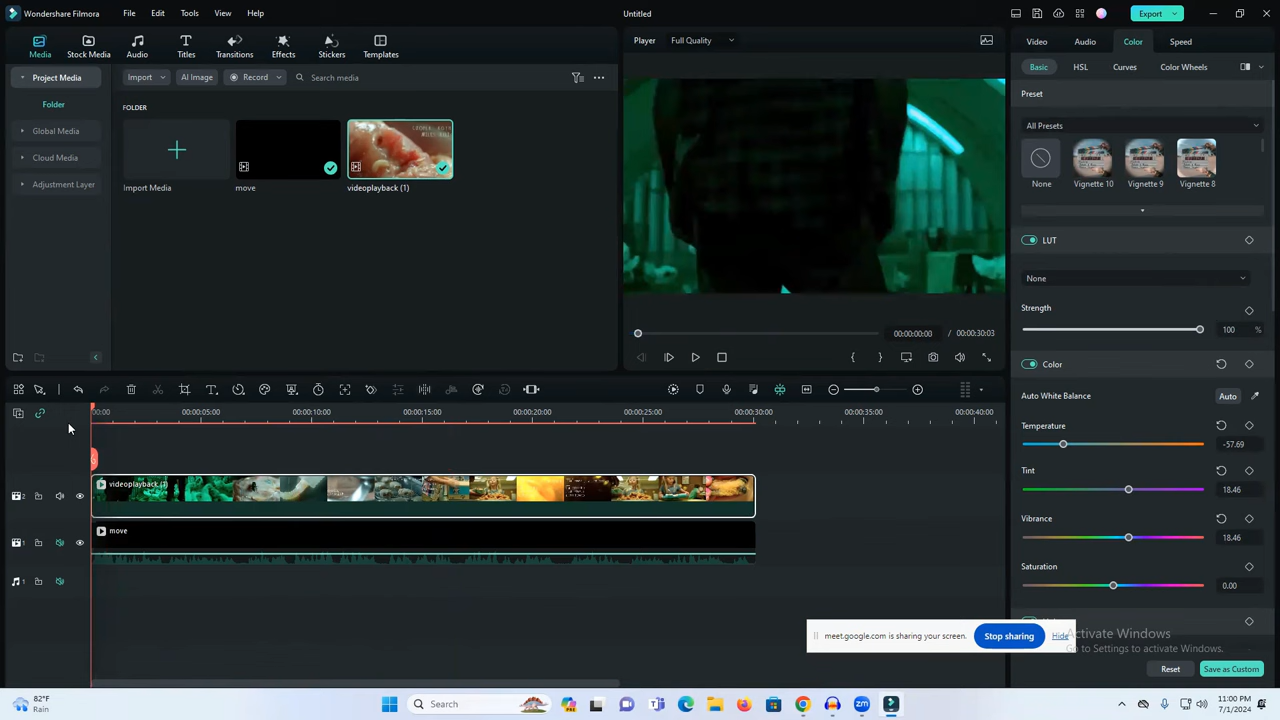 Wondershare Filmora File Edit Tools View Help Untitled Export
Media Stock Media Audio Titles Transitions Effects Stickers Templates
Player Full Quality
Video Audio Color Speed
Project Media Import AI Image Record Search media
Basic HSL Curves Color Wheels
Folder
FOLDER
Preset
Global Media
Cloud Media
Adjustment Layer
Import Media move videoplayback (1)
All Presets
None Vignette 10 Vignette 9 Vignette 8
LUT
None
Strength
100 %
00:00:00:00 / 00:00:30:03
Color
Auto White Balance Auto
Temperature
-57.69
Tint
18.46
Vibrance
18.46
Saturation
0.00
:00:00 00:00:05:00 00:00:10:00 00:00:15:00 00:00:20:00 00:00:25:00 00:00:30:00 00:00:35:00 00:00:40:00
2
1 move
1
meet.google.com is sharing your screen. Stop sharing Hide
Activate Windows
Go to Settings to activate Windows.
Reset Save as Custom
82°F
Rain
Search
11:00 PM
7/1/2024